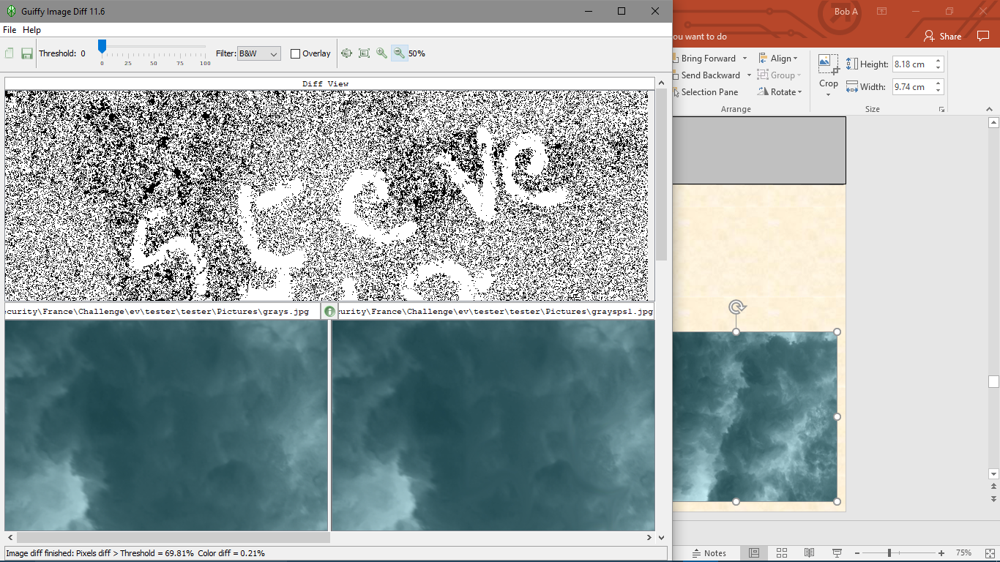 Guiffy Image Diff 11.6
File Help
Threshold: 0
0 25 50 75 100
Filter: B&W
Overlay
50%
Diff View
ecurity\France\Challenge\ev\tester\tester\Pictures\grays.jpg
curity\France\Challenge\ev\tester\tester\Pictures\graysps1.jpg
Image diff finished: Pixels diff > Threshold = 69.81% Color diff = 0.21%
Bob A
ou want to do
Share
Bring Forward
Send Backward
Selection Pane
Align
Group
Rotate
Arrange
Crop
Height: 8.18 cm
Width: 9.74 cm
Size
Notes
75%